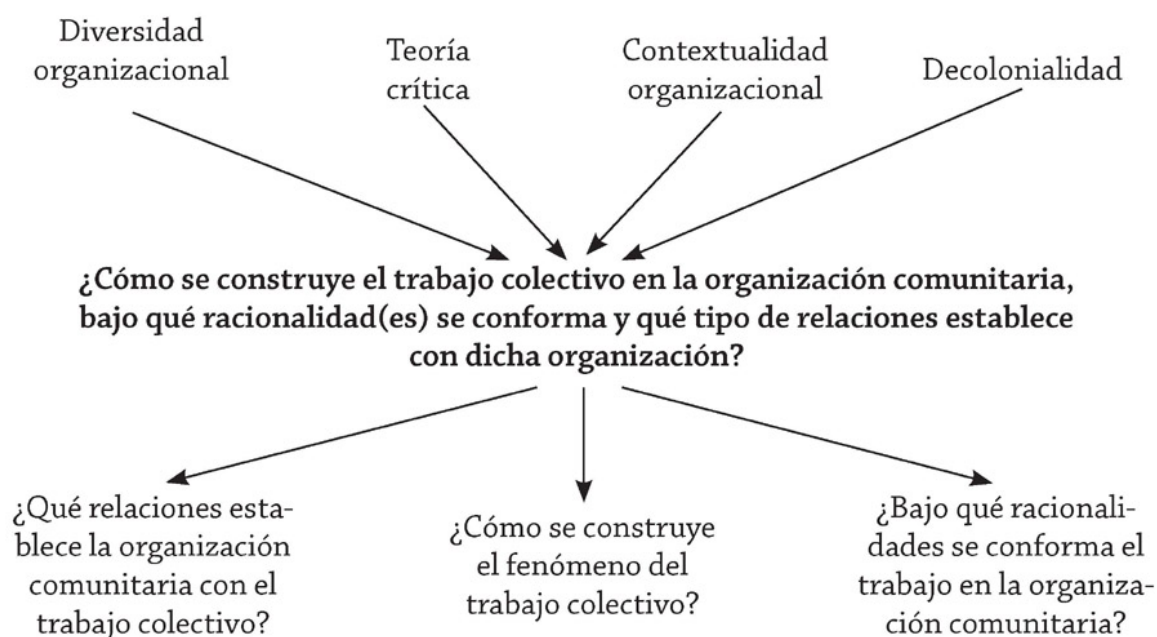 Diversidad
organizacional
Teoría
crítica
Contextualidad
organizacional
Decolonialidad
¿Cómo se construye el trabajo colectivo en la organización comunitaria,
bajo qué racionalidad(es) se conforma y qué tipo de relaciones establece
con dicha organización?
¿Qué relaciones esta-
blece la organización
comunitaria con el
trabajo colectivo?
¿Cómo se construye
el fenómeno del
trabajo colectivo?
¿Bajo qué racionali-
dades se conforma el
trabajo en la organiza-
ción comunitaria?